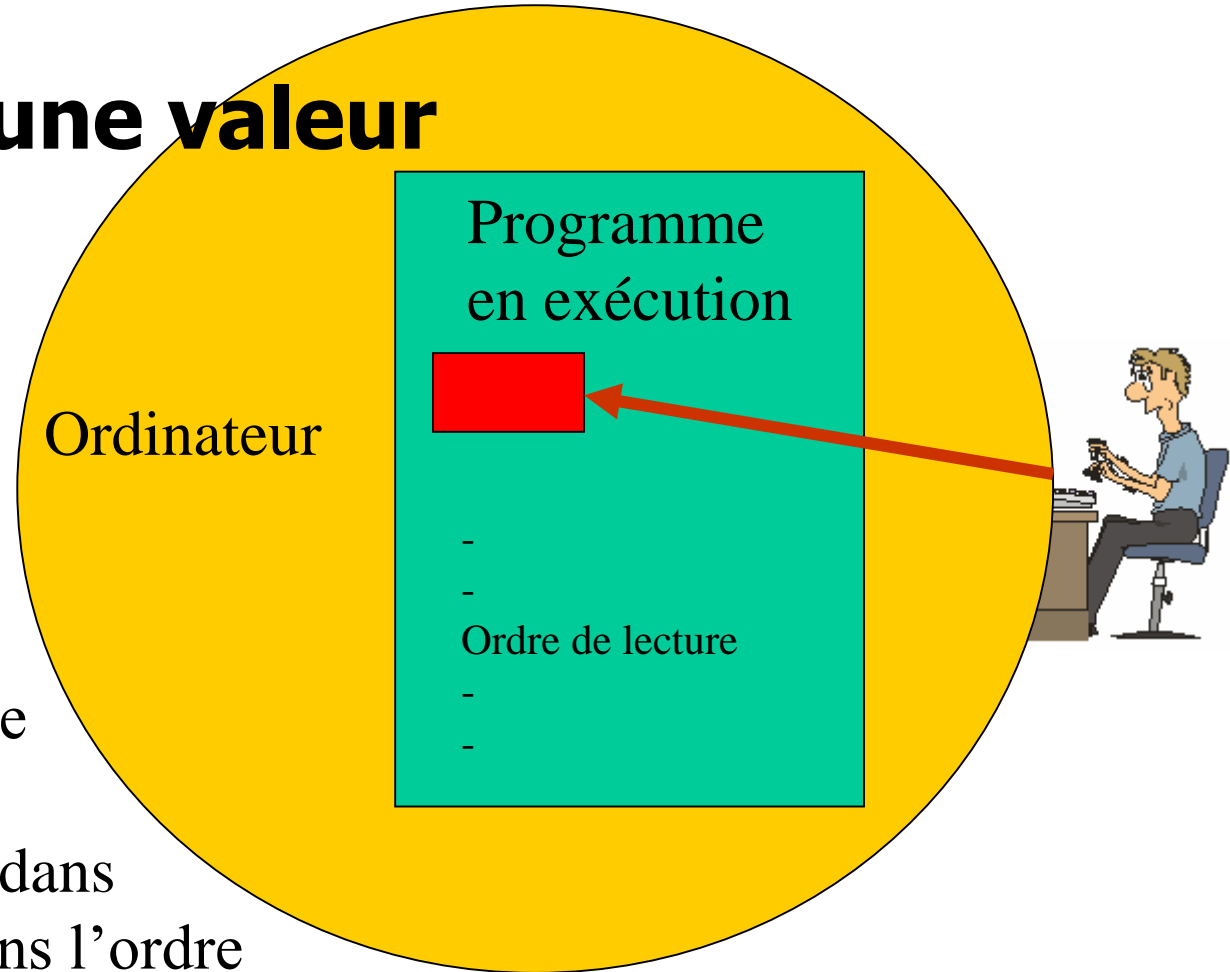 une valeur
Programme
en exécution
Ordinateur
-
-
Ordre de lecture
-
-
e
dans
ns l’ordre